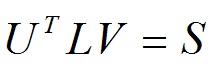 U^T LV = S